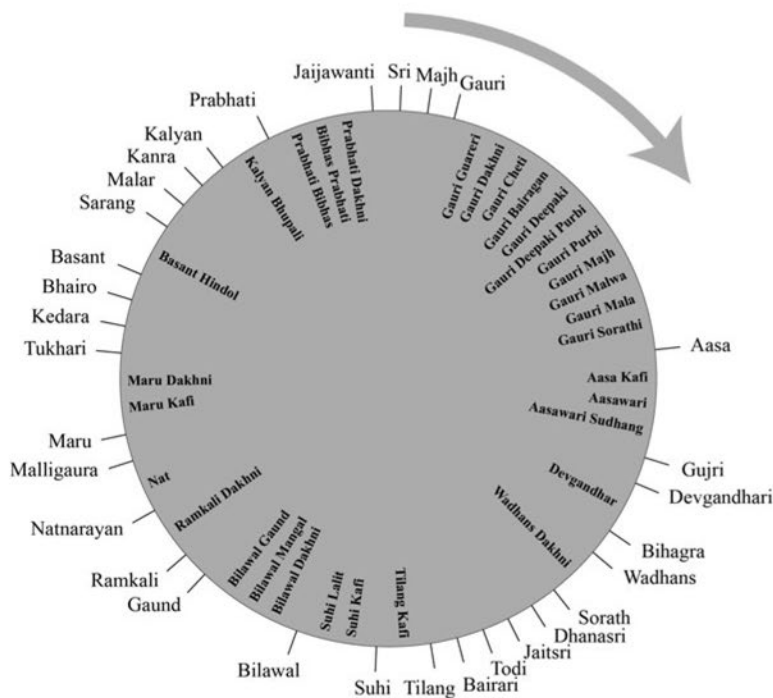 Sri
Majh
Gauri
Gauri Guareri
Gauri Dakhni
Gauri Cheti
Gauri Bairagan
Gauri Deepaki
Gauri Deepaki Purbi
Gauri Purbi
Gauri Majh
Gauri Malwa
Gauri Mala
Gauri Sorathi
Aasa
Aasa Kafi
Aasawari
Aasawari Sudhang
Gujri
Devgandhari
Devgandhar
Bihagra
Wadhans
Wadhans Dakhni
Sorath
Dhanasri
Jaitsri
Todi
Bairari
Tilang
Tilang Kafi
Suhi
Suhi Kafi
Suhi Lalit
Bilawal
Bilawal Dakhni
Bilawal Mangal
Bilawal Gaund
Gaund
Ramkali
Ramkali Dakhni
Natnarayan
Nat
Malligaura
Maru
Maru Kafi
Maru Dakhni
Tukhari
Kedara
Bhairo
Basant
Basant Hindol
Sarang
Malar
Kanra
Kalyan
Kalyan Bhupali
Prabhati
Prabhati Bibhas
Bibhas Prabhati
Prabhati Dakhni
Jaijawanti